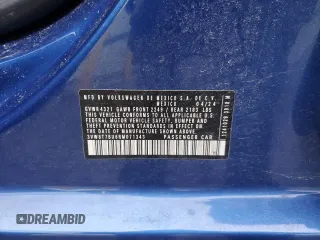 MFD BY VOLKSWAGEN DE MEXICO S.A. DE C.V.
MEXICO 04/24
GVWR 4321 GAWR FRONT 2249 / REAR 2183 LBS
THIS VEHICLE CONFORMS TO ALL APPLICABLE
FEDERAL MOTOR VEHICLE SAFETY AND
THEFT PREVENTION STANDARDS IN EFFECT
ON THE DATE OF MANUFACTURE SHOWN ABOVE
PASSENGER CAR